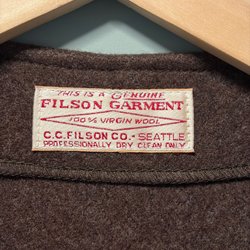 THIS IS A GENUINE
FILSON GARMENT
100% VIRGIN WOOL
C.C. FILSON CO. - SEATTLE
PROFESSIONALLY DRY CLEAN ONLY